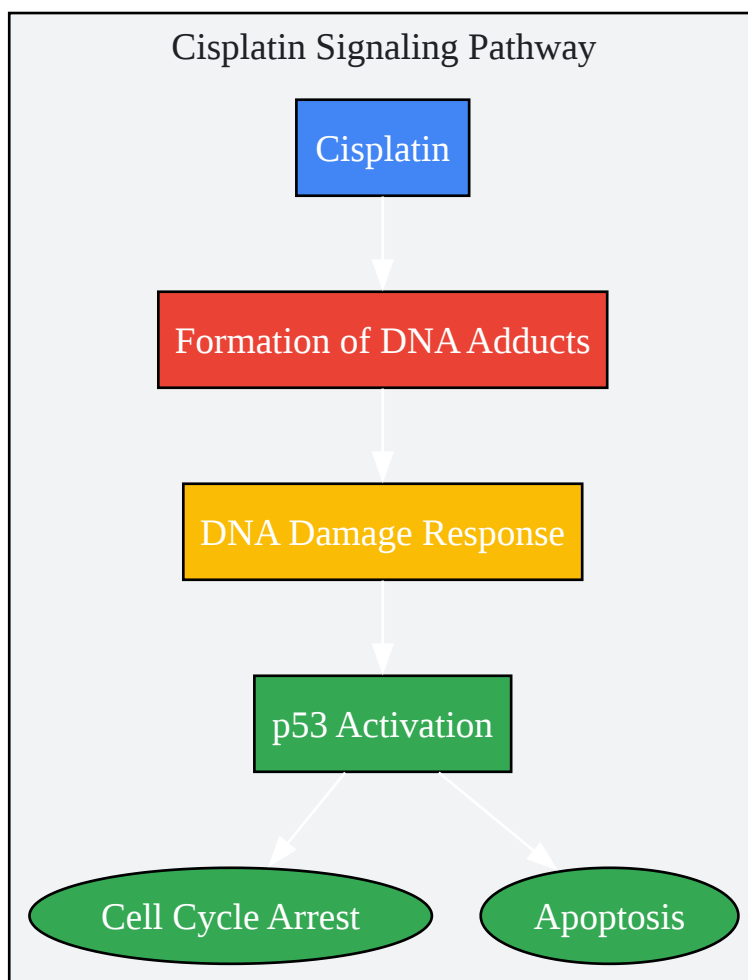 Cisplatin Signaling Pathway
Cisplatin
Formation of DNA Adducts
DNA Damage Response
p53 Activation
Cell Cycle Arrest
Apoptosis